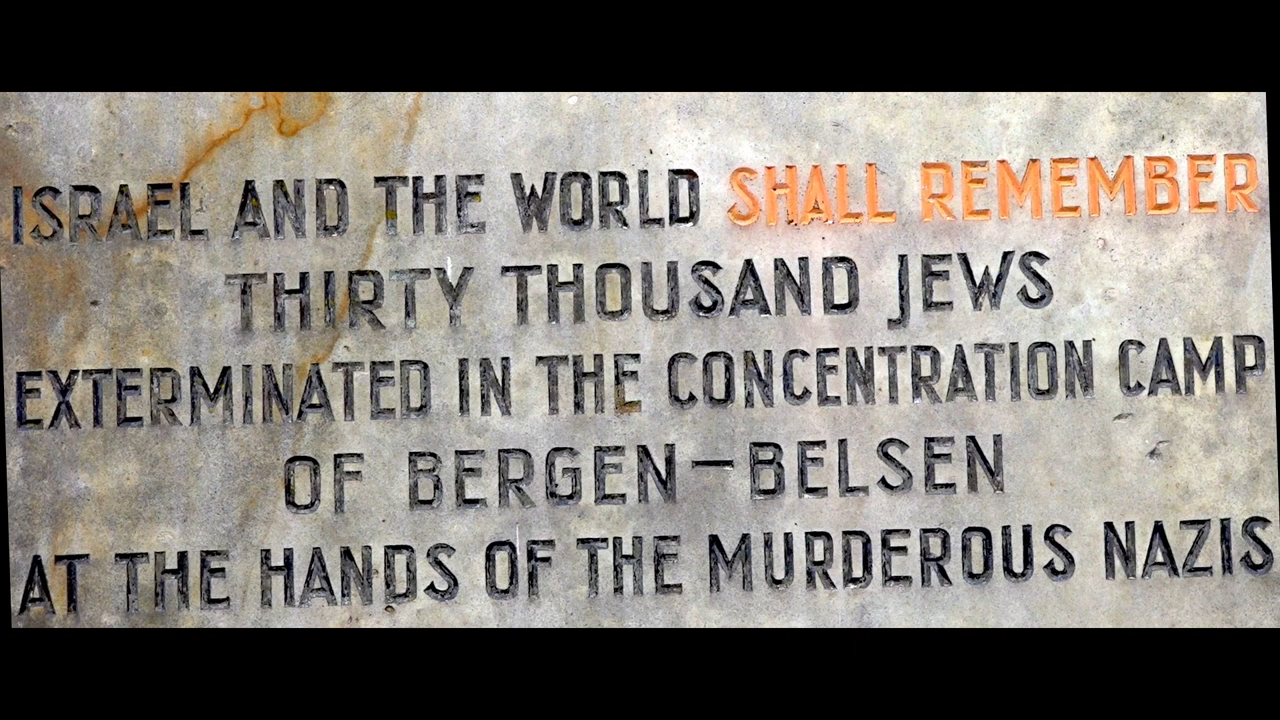 ISRAEL AND THE WORLD SHALL REMEMBER
THIRTY THOUSAND JEWS
EXTERMINATED IN THE CONCENTRATION CAMP
OF BERGEN-BELSEN
AT THE HANDS OF THE MURDEROUS NAZIS